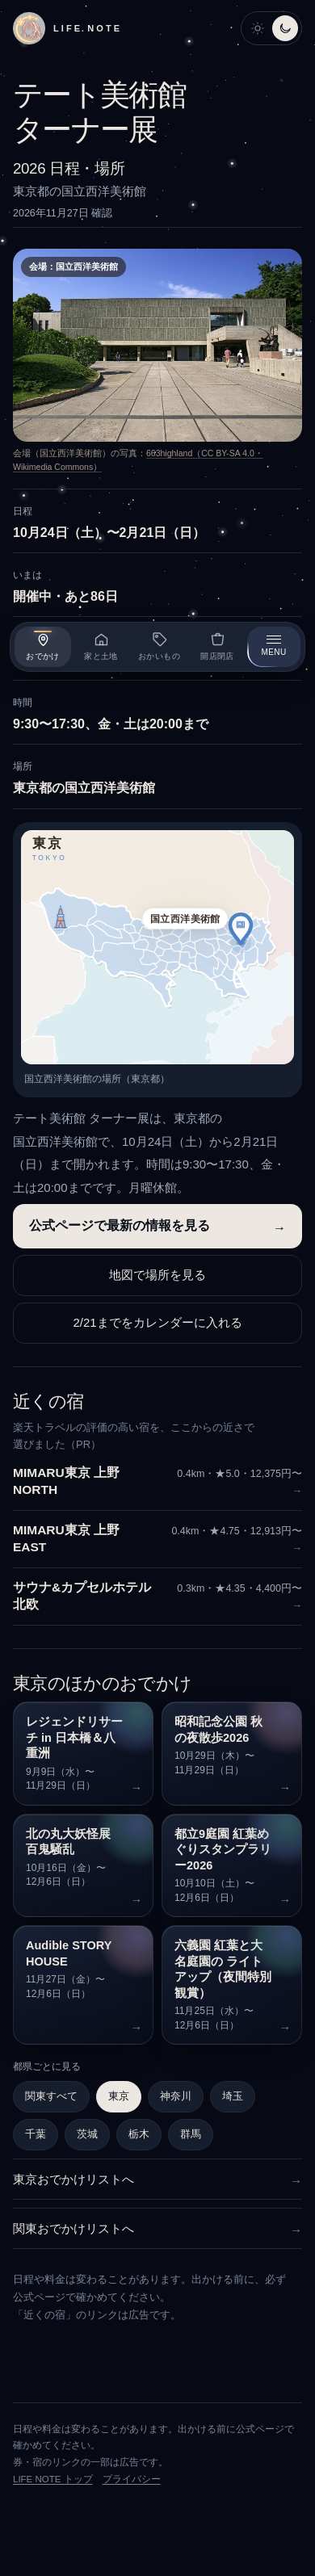 LIFE. NOTE
テート美術館
ターナー展
2026 日程・場所
東京都の国立西洋美術館
2026年11月27日 確認
会場：国立西洋美術館
会場（国立西洋美術館）の写真：663highland（CC BY-SA 4.0・
Wikimedia Commons）
日程
10月24日（土）〜2月21日（日）
いまは
開催中・あと86日
おでかけ
家と土地
おかいもの
開店閉店
MENU
時間
9:30〜17:30、金・土は20:00まで
場所
東京都の国立西洋美術館
東京
TOKYO
国立西洋美術館
国立西洋美術館の場所（東京都）
テート美術館 ターナー展は、東京都の
国立西洋美術館で、10月24日（土）から2月21日
（日）まで開かれます。時間は9:30〜17:30、金・
土は20:00までです。月曜休館。
公式ページで最新の情報を見る →
地図で場所を見る
2/21までをカレンダーに入れる
近くの宿
楽天トラベルの評価の高い宿を、ここからの近さで
選びました（PR）
MIMARU東京 上野
NORTH
0.4km・★5.0・12,375円〜
→
MIMARU東京 上野
EAST
0.4km・★4.75・12,913円〜
→
サウナ&カプセルホテル
北欧
0.3km・★4.35・4,400円〜
→
東京のほかのおでかけ
レジェンドリサー
チ in 日本橋＆八
重洲
9月9日（水）〜
11月29日（日）
→
昭和記念公園 秋
の夜散歩2026
10月29日（木）〜
11月29日（日）
→
北の丸大妖怪展
百鬼騒乱
10月16日（金）〜
12月6日（日）
→
都立9庭園 紅葉め
ぐりスタンプラリ
ー2026
10月10日（土）〜
12月6日（日）
→
Audible STORY
HOUSE
11月27日（金）〜
12月6日（日）
→
六義園 紅葉と大
名庭園の ライト
アップ（夜間特別
観賞）
11月25日（水）〜
12月6日（日）
→
都県ごとに見る
関東すべて
東京
神奈川
埼玉
千葉
茨城
栃木
群馬
東京おでかけリストへ →
関東おでかけリストへ →
日程や料金は変わることがあります。出かける前に、必ず
公式ページで確かめてください。
「近くの宿」のリンクは広告です。
日程や料金は変わることがあります。出かける前に公式ページで
確かめてください。
券・宿のリンクの一部は広告です。
LIFE NOTE トップ プライバシー